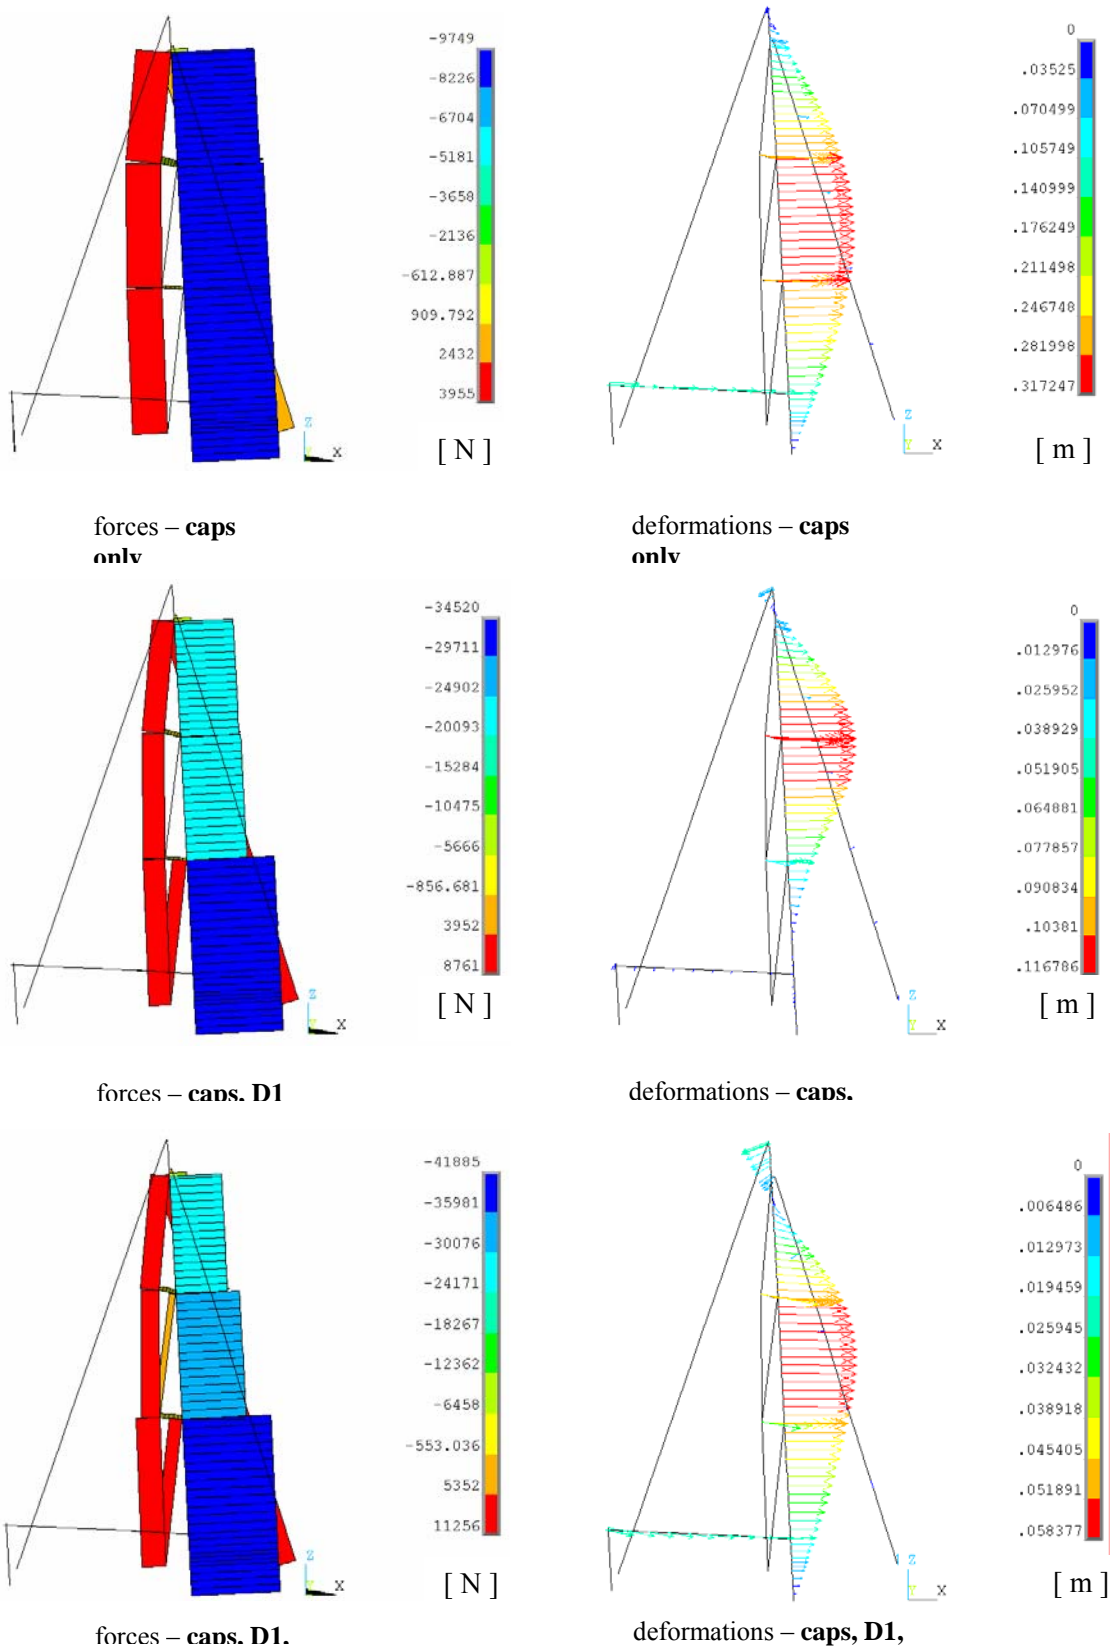 -9749
-8226
-6704
-5181
-3658
-2136
-612.887
909.792
2432
3955
[ N ]
Z
Y
X
forces – caps
only
0
.03525
.070499
.105749
.140999
.176249
.211498
.246748
.281998
.317247
[ m ]
Z
Y
X
deformations – caps
only
-34520
-29711
-24902
-20093
-15284
-10475
-5666
-856.681
3952
8761
[ N ]
Z
Y
X
forces – caps, D1
0
.012976
.025952
.038929
.051905
.064881
.077857
.090834
.10381
.116786
[ m ]
Z
Y
X
deformations – caps,
-41885
-35981
-30076
-24171
-18267
-12362
-6458
-553.036
5352
11256
[ N ]
Z
Y
X
forces – caps, D1,
0
.006486
.012973
.019459
.025945
.032432
.038918
.045405
.051891
.058377
[ m ]
Z
Y
X
deformations – caps, D1,